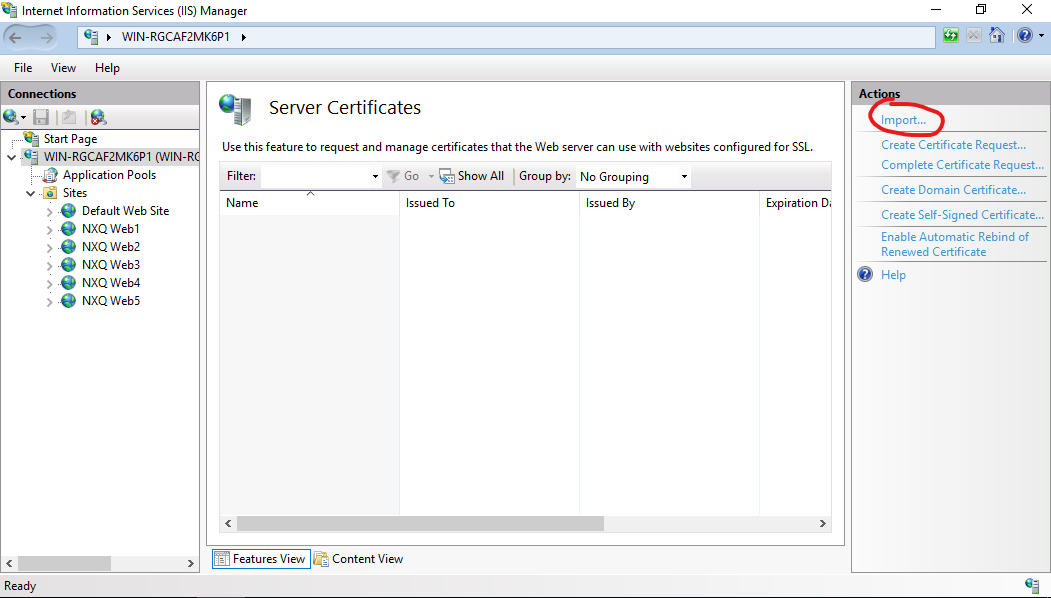 Internet Information Services (IIS) Manager
WIN-RGCAF2MK6P1
File View Help
Connections
Start Page
WIN-RGCAF2MK6P1 (WIN-RG
Application Pools
Sites
Default Web Site
NXQ Web1
NXQ Web2
NXQ Web3
NXQ Web4
NXQ Web5
Server Certificates
Use this feature to request and manage certificates that the Web server can use with websites configured for SSL.
Filter: Go Show All Group by: No Grouping
Name Issued To Issued By Expiration Da
Features View Content View
Actions
Import...
Create Certificate Request...
Complete Certificate Request...
Create Domain Certificate...
Create Self-Signed Certificate...
Enable Automatic Rebind of
Renewed Certificate
Help
Ready